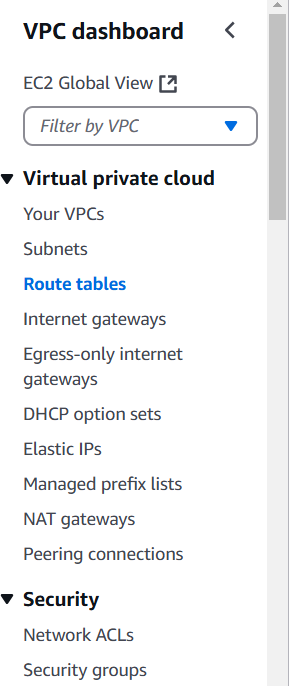 VPC dashboard
EC2 Global View
Filter by VPC
Virtual private cloud
Your VPCs
Subnets
Route tables
Internet gateways
Egress-only internet
gateways
DHCP option sets
Elastic IPs
Managed prefix lists
NAT gateways
Peering connections
Security
Network ACLs
Security groups